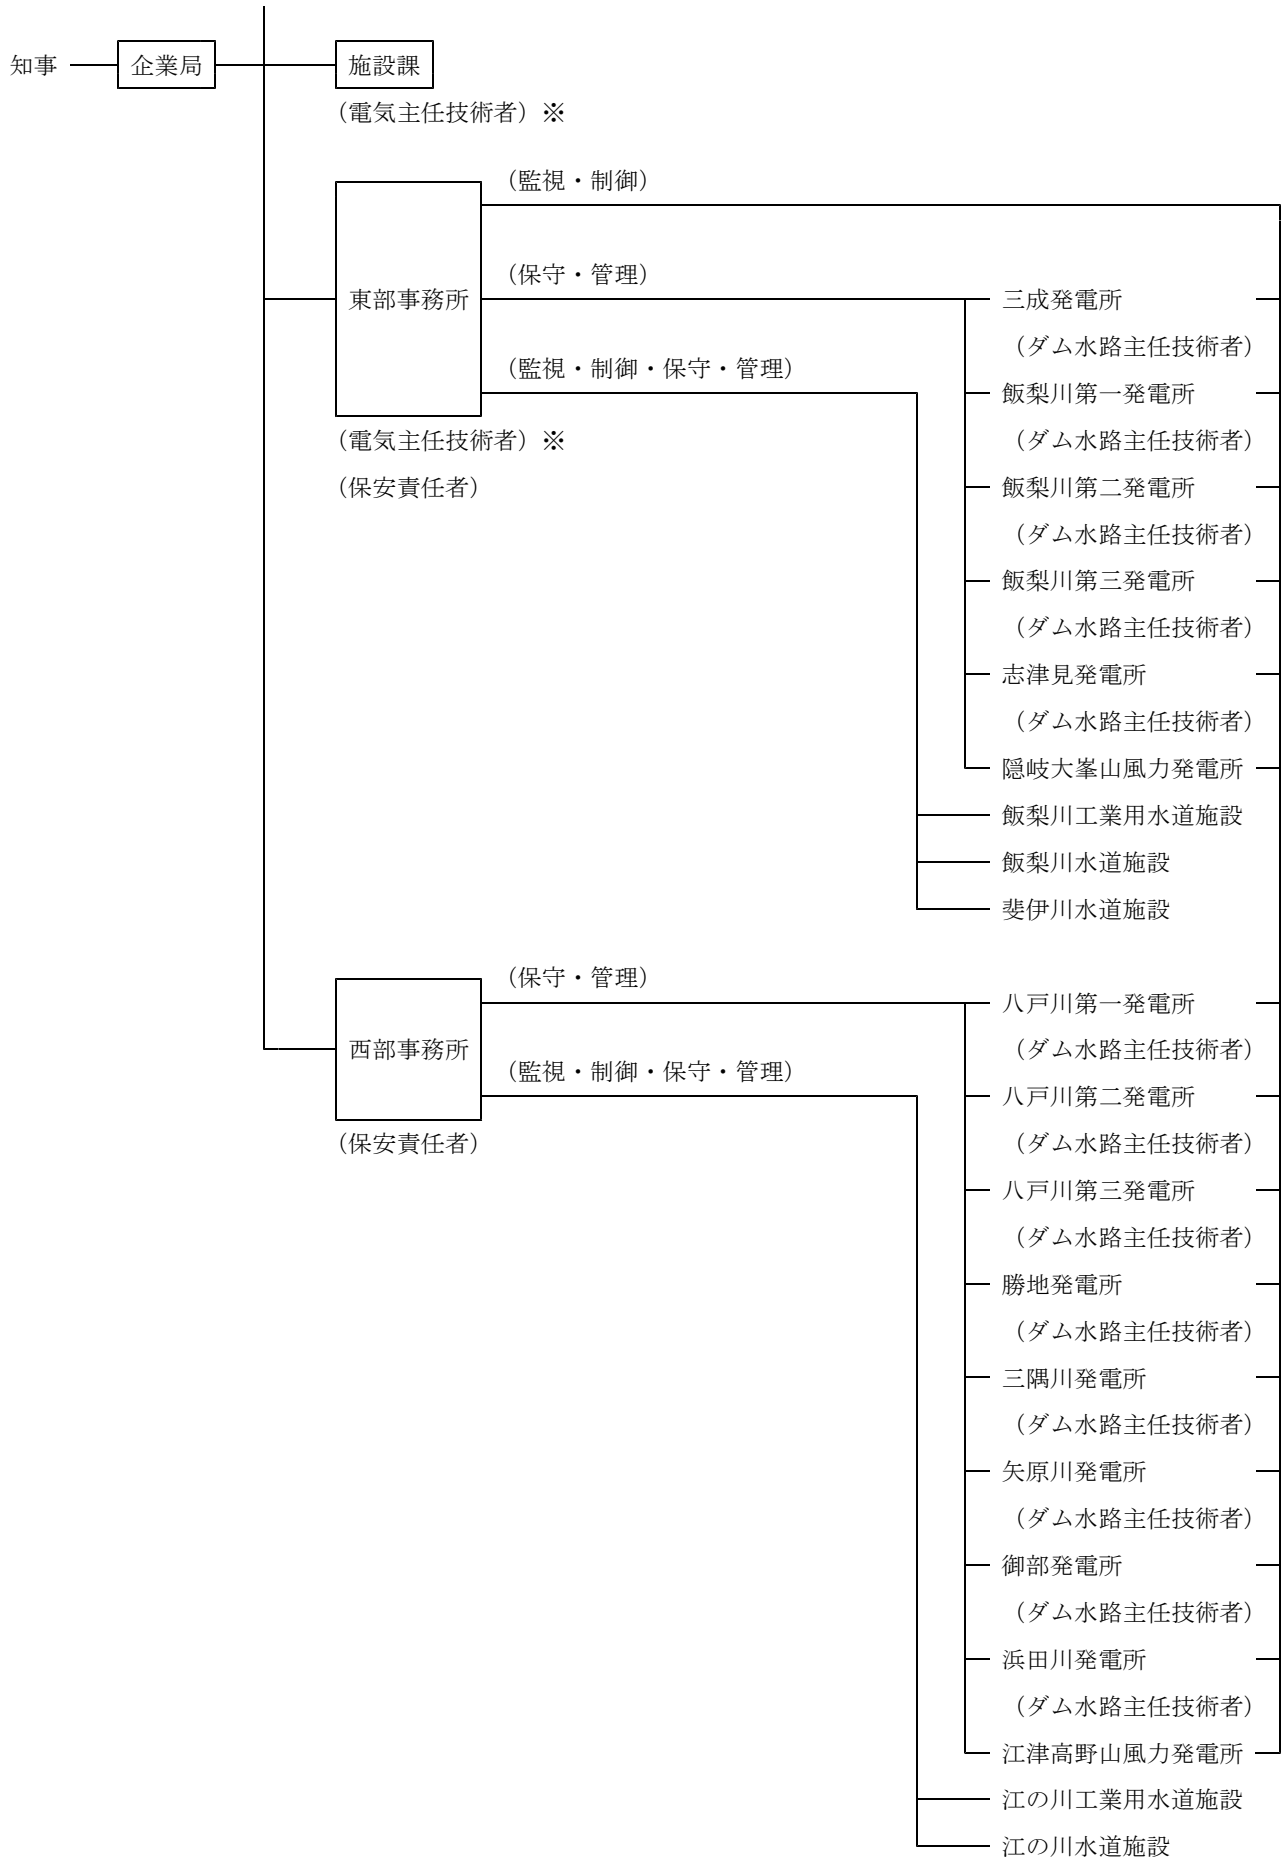 知事 企業局 施設課
（電気主任技術者）※
（監視・制御）
（保守・管理）
東部事務所 三成発電所
（ダム水路主任技術者）
（監視・制御・保守・管理）
飯梨川第一発電所
（電気主任技術者）※ （ダム水路主任技術者）
（保安責任者） 飯梨川第二発電所
（ダム水路主任技術者）
飯梨川第三発電所
（ダム水路主任技術者）
志津見発電所
（ダム水路主任技術者）
隠岐大峯山風力発電所
飯梨川工業用水道施設
飯梨川水道施設
斐伊川水道施設
（保守・管理）
八戸川第一発電所
西部事務所 （ダム水路主任技術者）
（監視・制御・保守・管理）
八戸川第二発電所
（保安責任者） （ダム水路主任技術者）
八戸川第三発電所
（ダム水路主任技術者）
勝地発電所
（ダム水路主任技術者）
三隅川発電所
（ダム水路主任技術者）
矢原川発電所
（ダム水路主任技術者）
御部発電所
（ダム水路主任技術者）
浜田川発電所
（ダム水路主任技術者）
江津高野山風力発電所
江の川工業用水道施設
江の川水道施設